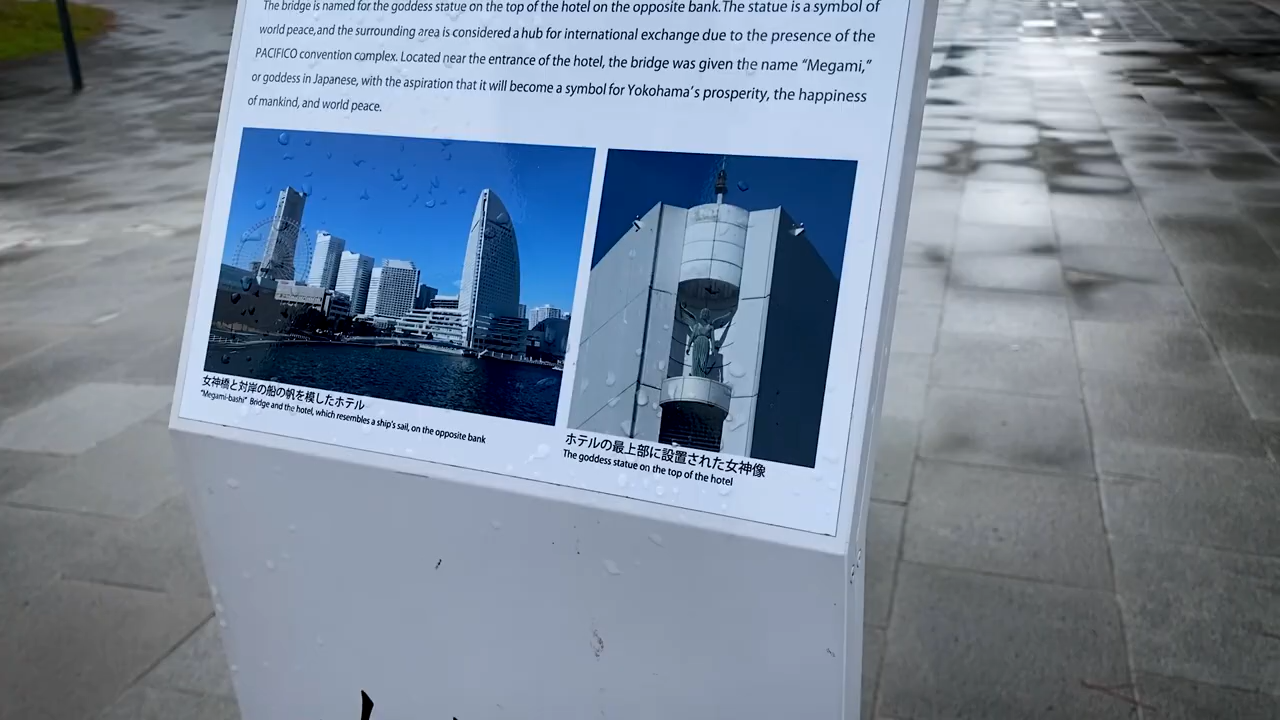 The bridge is named for the goddess statue on the top of the hotel on the opposite bank. The statue is a symbol of
world peace, and the surrounding area is considered a hub for international exchange due to the presence of the
PACIFICO convention complex. Located near the entrance of the hotel, the bridge was given the name “Megami,”
or goddess in Japanese, with the aspiration that it will become a symbol for Yokohama’s prosperity, the happiness
of mankind, and world peace.
女神橋と対岸の船の帆を模したホテル
“Megami-bashi” Bridge and the hotel, which resembles a ship’s sail, on the opposite bank
ホテルの最上部に設置された女神像
The goddess statue on the top of the hotel